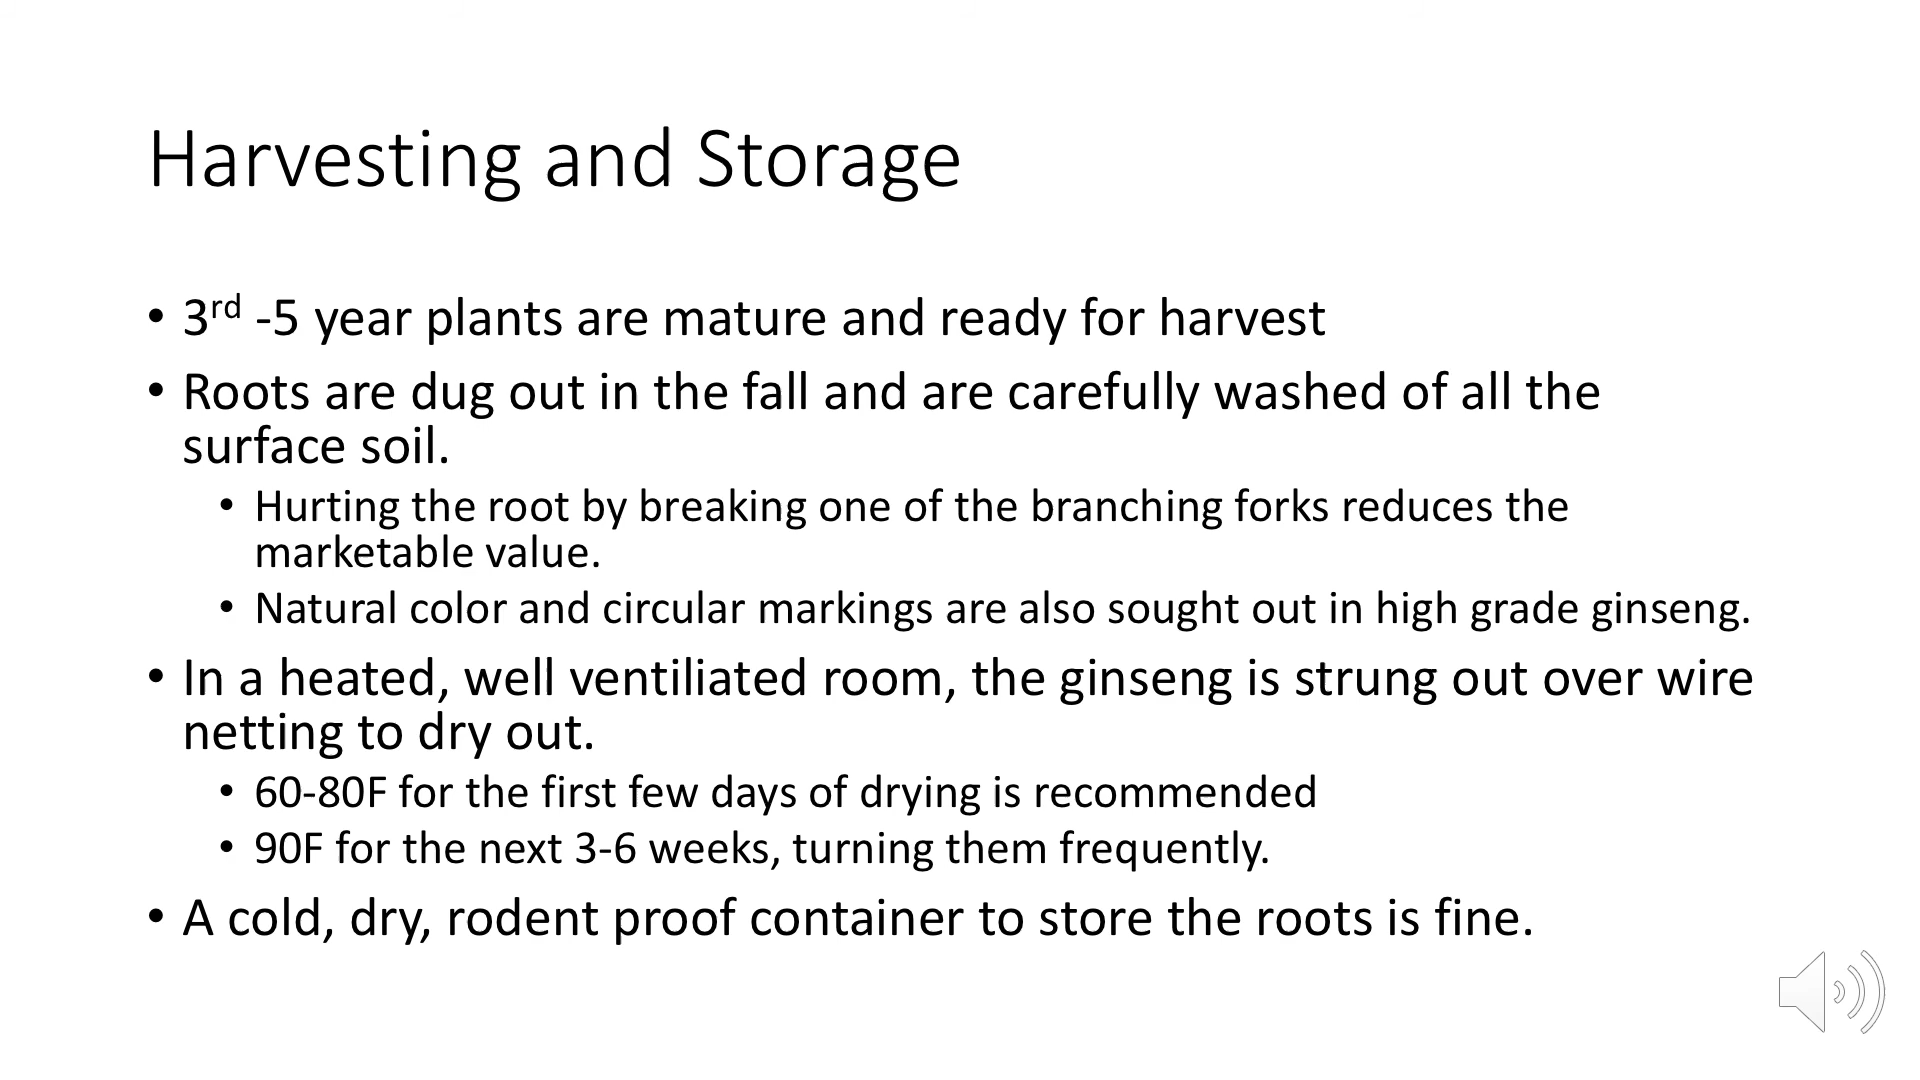 Harvesting and Storage
• 3rd -5 year plants are mature and ready for harvest
• Roots are dug out in the fall and are carefully washed of all the
surface soil.
• Hurting the root by breaking one of the branching forks reduces the
marketable value.
• Natural color and circular markings are also sought out in high grade ginseng.
• In a heated, well ventiliated room, the ginseng is strung out over wire
netting to dry out.
• 60-80F for the first few days of drying is recommended
• 90F for the next 3-6 weeks, turning them frequently.
• A cold, dry, rodent proof container to store the roots is fine.